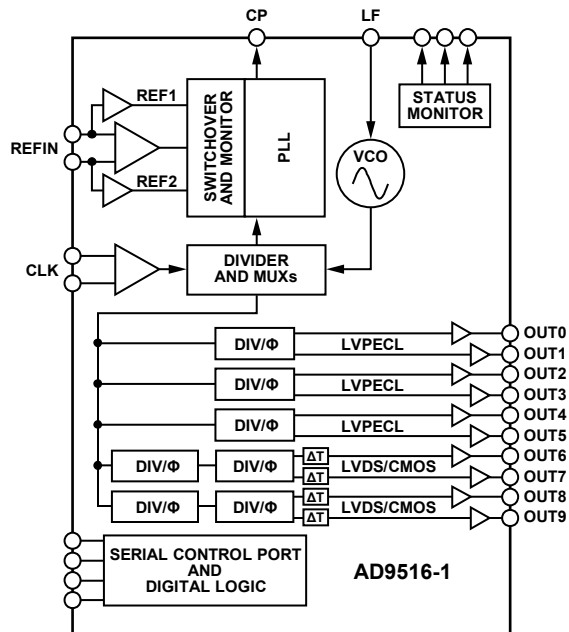 CP
LF
REF1
REFIN
REF2
SWITCHOVER
AND MONITOR
PLL
VCO
STATUS
MONITOR
CLK
DIVIDER
AND MUXs
DIV/Φ
LVPECL
OUT0
OUT1
DIV/Φ
LVPECL
OUT2
OUT3
DIV/Φ
LVPECL
OUT4
OUT5
DIV/Φ
DIV/Φ
ΔT
ΔT
LVDS/CMOS
OUT6
OUT7
DIV/Φ
DIV/Φ
ΔT
ΔT
LVDS/CMOS
OUT8
OUT9
SERIAL CONTROL PORT
AND
DIGITAL LOGIC
AD9516-1